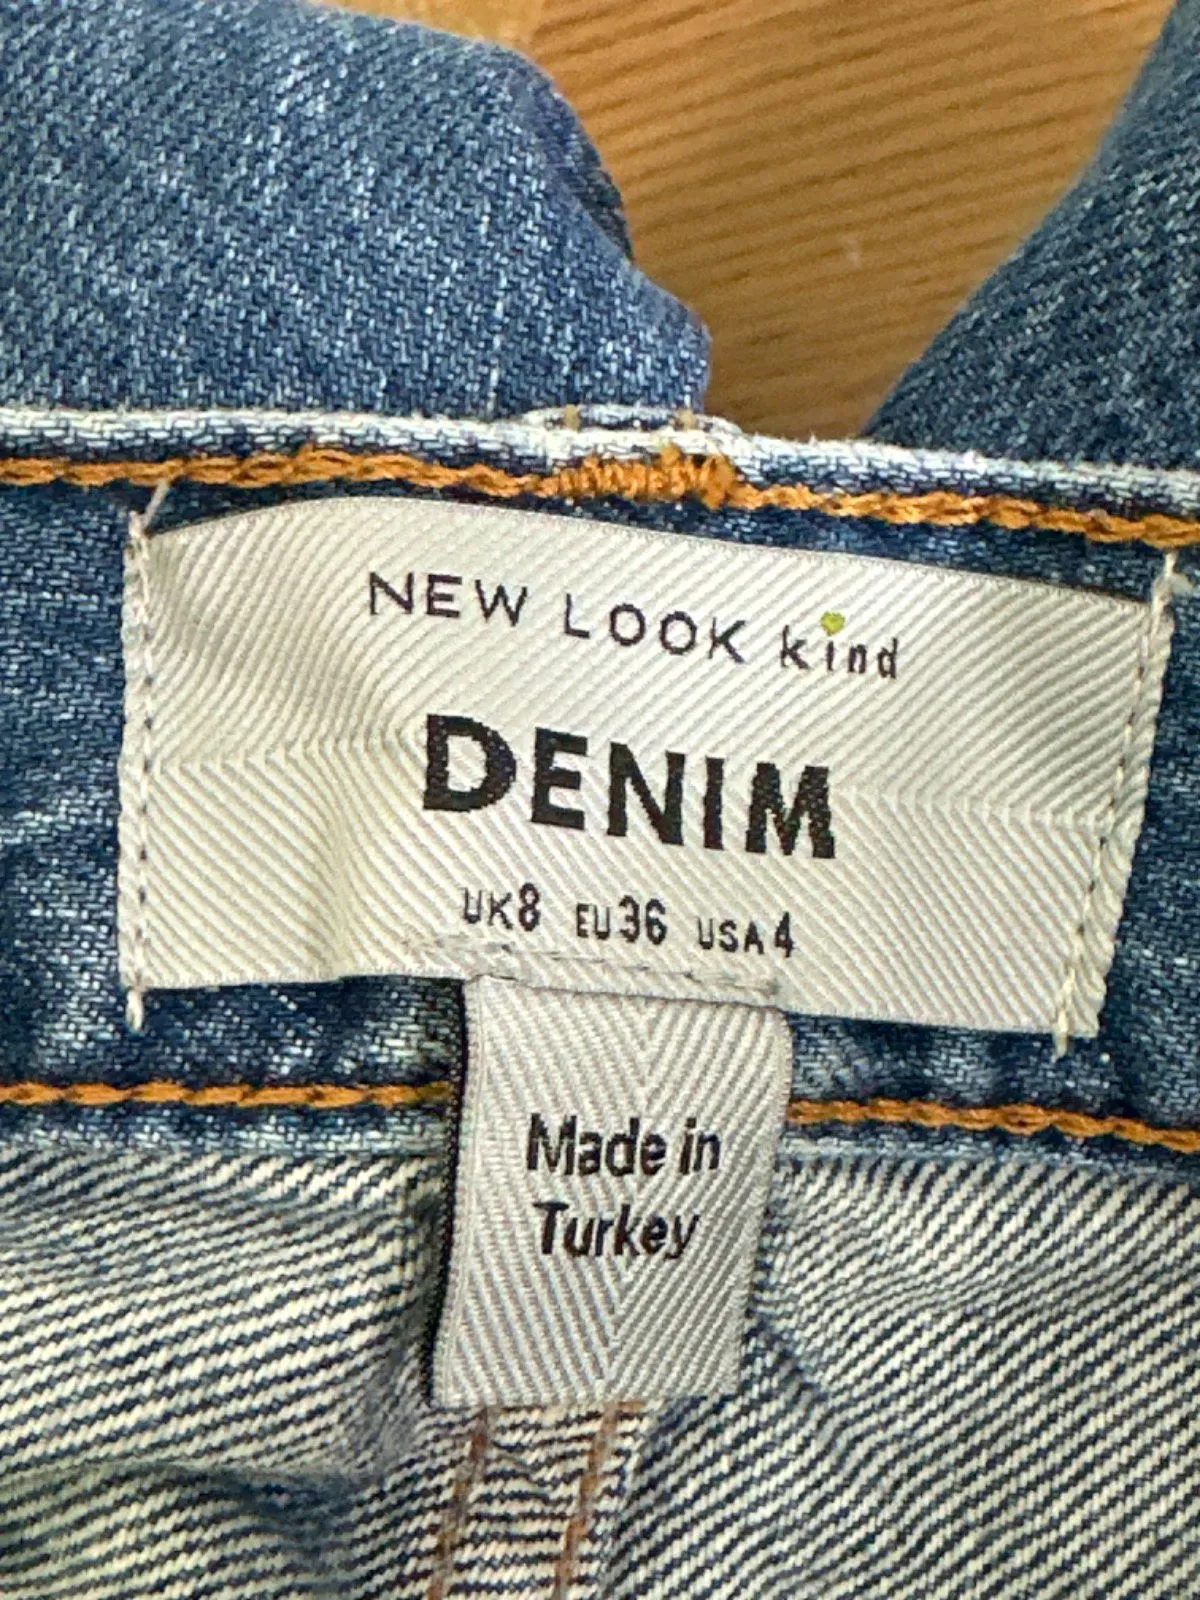 NEW LOOK kind
DENIM
UK8 EU36 USA4
Made in
Turkey